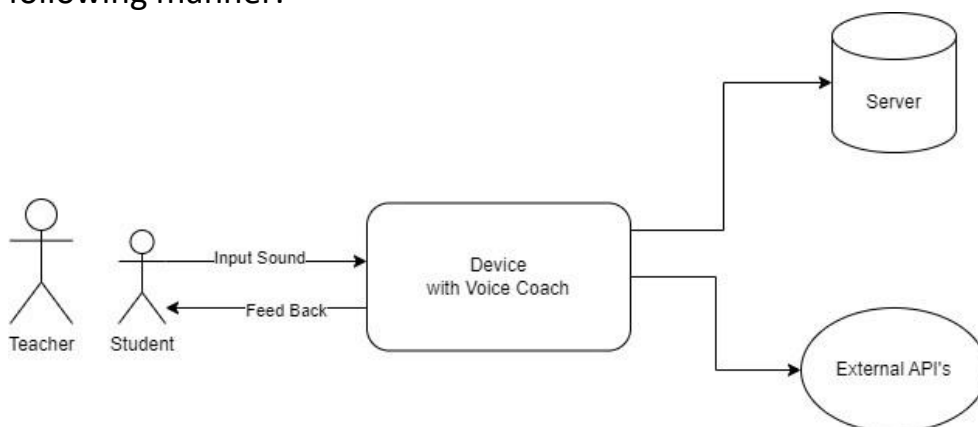 following manner:
Server
Input Sound
Device
with Voice Coach
Feed Back
Teacher
Student
External API's